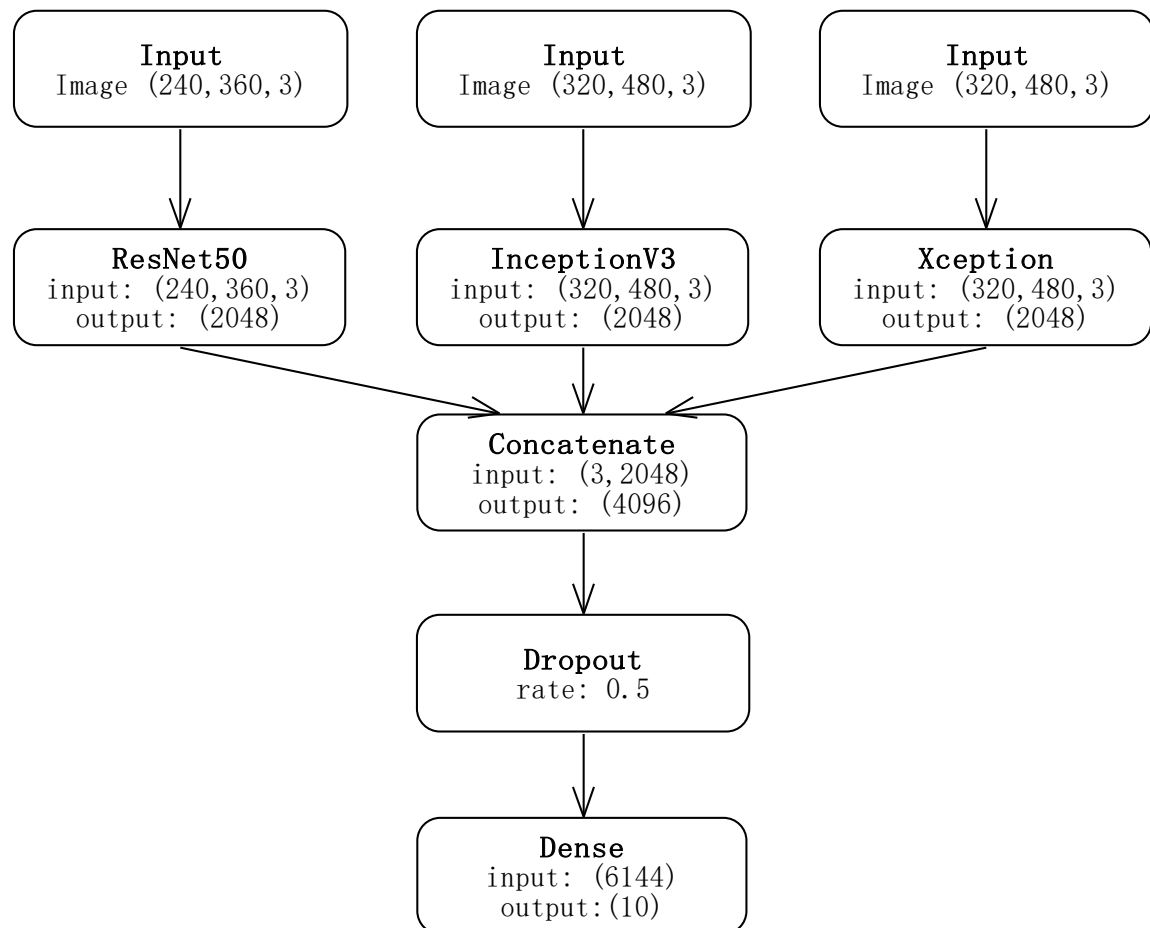 Input
Image (240,360,3)
Input
Image (320,480,3)
Input
Image (320,480,3)
ResNet50
input: (240,360,3)
output: (2048)
InceptionV3
input: (320,480,3)
output: (2048)
Xception
input: (320,480,3)
output: (2048)
Concatenate
input: (3,2048)
output: (4096)
Dropout
rate: 0.5
Dense
input: (6144)
output:(10)